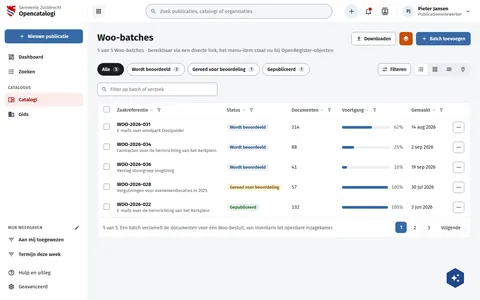 Gemeente Zuiddrecht
Opencatalogi
Zoek publicaties, catalogi of organisaties
PJ
Pieter Jansen
Publicatiemedewerker
+ Nieuwe publicatie
Dashboard
Zoeken
CATALOGUS
Catalogi
Gids
MIJN WEERGAVEN
Aan mij toegewezen
Termijn deze week
Hulp en uitleg
Geavanceerd
Woo-batches
5 van 5 Woo-batches · bereikbaar via een directe link, het menu-item staat nu bij OpenRegister-objecten
Downloaden
+ Batch toevoegen
Alle 5
Wordt beoordeeld 3
Gereed voor beoordeling 1
Gepubliceerd 1
Filteren
Filter op batch of verzoek
Zaakreferentie Status Documenten Voortgang Gemaakt
WOO-2026-031 Wordt beoordeeld 214 62% 14 aug 2026
E-mails over windpark Oostpolder
WOO-2026-034 Wordt beoordeeld 88 25% 2 sep 2026
Contracten voor de herinrichting van het Kerkplein
WOO-2026-036 Wordt beoordeeld 41 10% 19 sep 2026
Verslag stuurgroep jeugdzorg
WOO-2026-028 Gereed voor beoordeling 57 100% 30 jul 2026
Vergunningen voor evenementlocaties in 2025
WOO-2026-022 Gepubliceerd 132 100% 3 jun 2026
E-mails over de herinrichting van het Kerkplein
5 van 5. Een batch verzamelt de documenten voor één Woo-besluit, van inventaris tot openbare inzagekamer.
1 2 3 Volgende